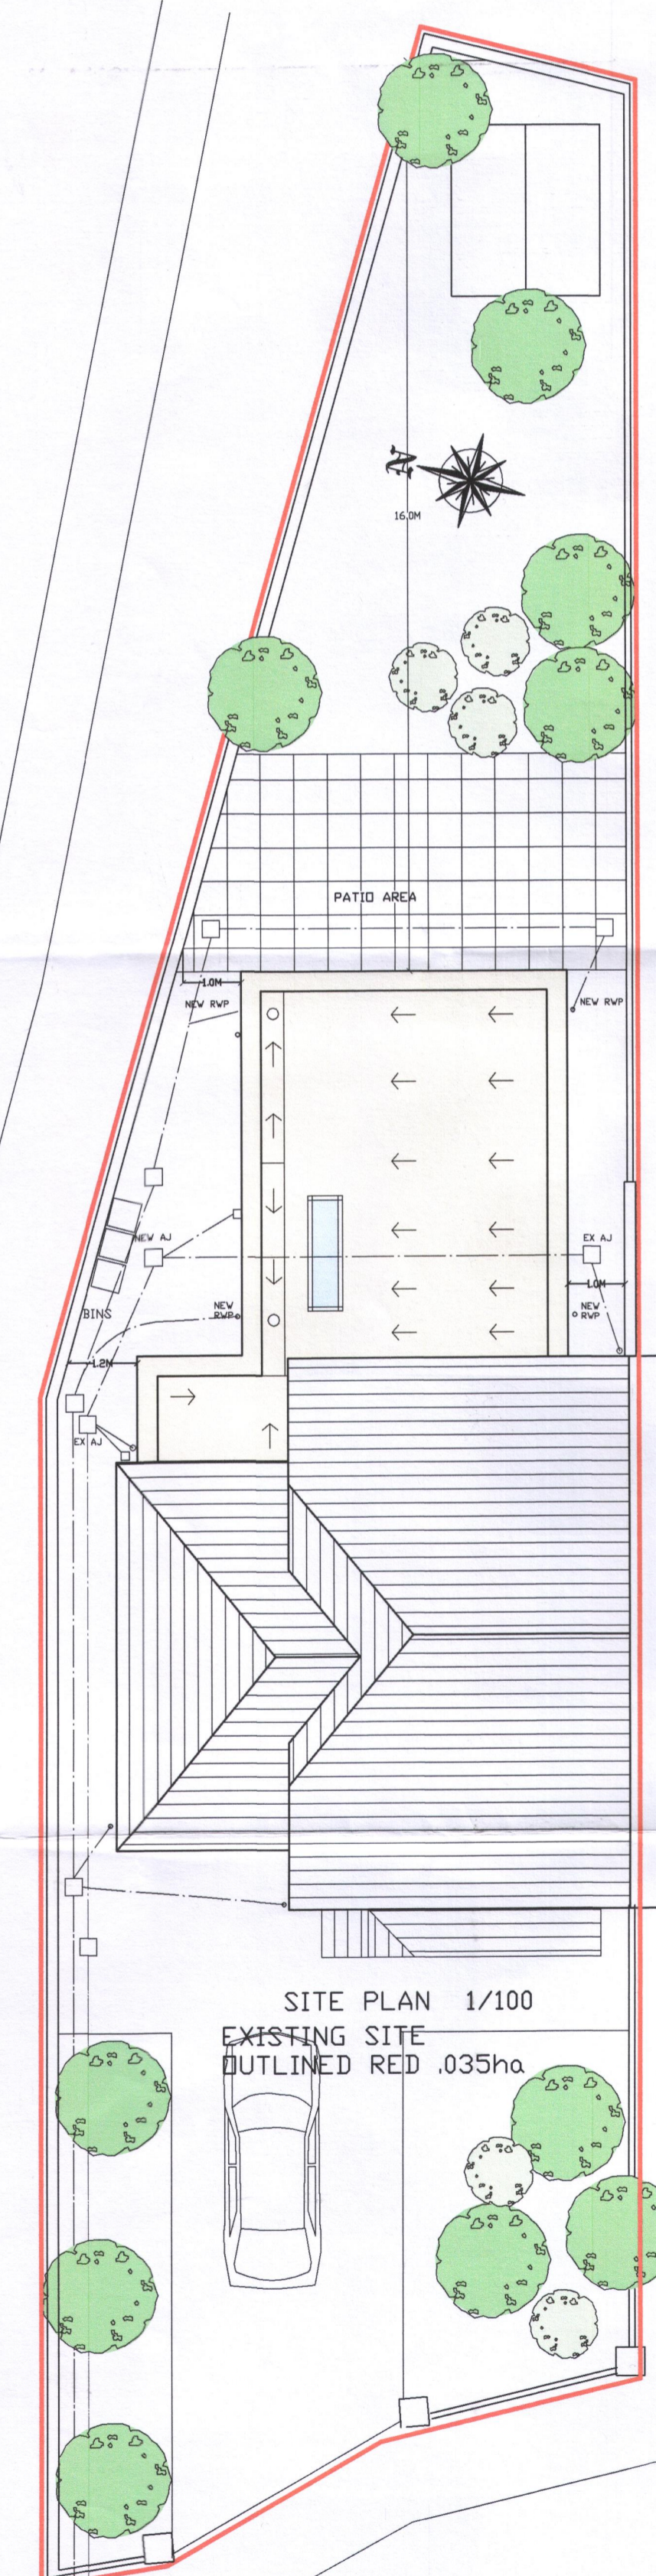 N
16.0M
PATIO AREA
1.0M
NEW RWP
NEW RWP
NEW AJ
EX AJ
1.0M
BINS
NEW
RWP
NEW
RWP
1.2M
EX AJ
SITE PLAN 1/100
EXISTING SITE
OUTLINED RED .035ha